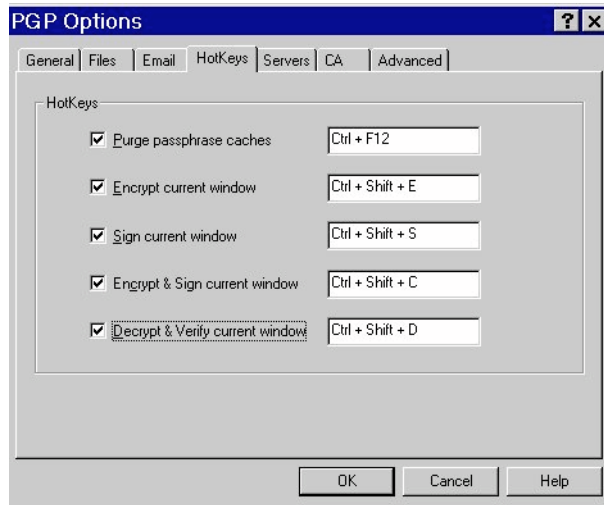 PGP Options ? ×
General Files Email HotKeys Servers CA Advanced
HotKeys
Purge passphrase caches Ctrl + F12
Encrypt current window Ctrl + Shift + E
Sign current window Ctrl + Shift + S
Encrypt & Sign current window Ctrl + Shift + C
Decrypt & Verify current window Ctrl + Shift + D
OK Cancel Help